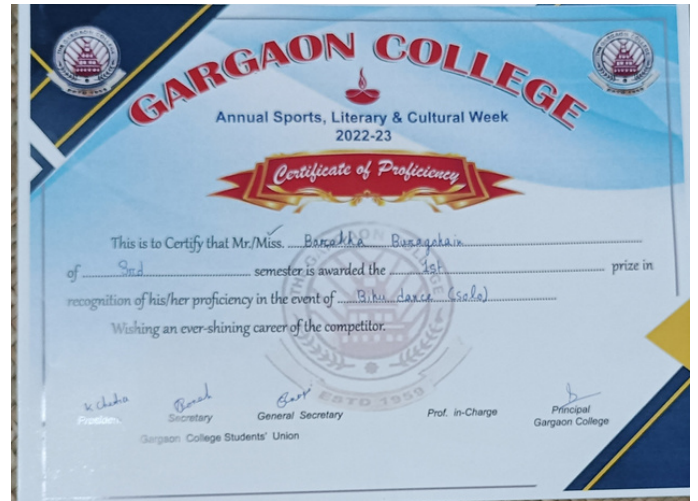 GARGAON COLLEGE
Annual Sports, Literary & Cultural Week
2022-23
Certificate of Proficiency
This is to Certify that Mr./Miss. Barakha Buragohain
of 3rd semester is awarded the 1st prize in
recognition of his/her proficiency in the event of Bihu dance (Solo)
Wishing an ever-shining career of the competitor.
ESTD 1959
President
Secretary
General Secretary
Prof. in-Charge
Principal
Gargaon College Students' Union
Gargaon College